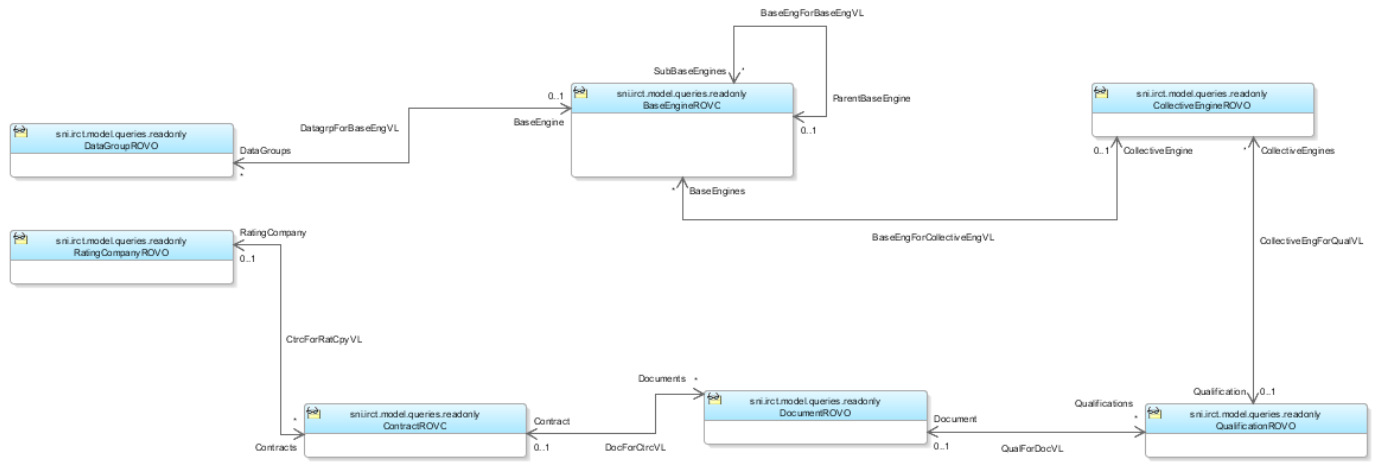 BaseEngForBaseEngVL
SubBaseEngines *
ParentBaseEngine
0..1
sni.irct.model.queries.readonly
BaseEngineROVC
0..1
BaseEngine
DatagrpForBaseEngVL
sni.irct.model.queries.readonly
DataGroupROVO
DataGroups
*
sni.irct.model.queries.readonly
CollectiveEngineROVO
0..1 CollectiveEngine
* CollectiveEngines
* BaseEngines
BaseEngForCollectiveEngVL
CollectiveEngForQualVL
sni.irct.model.queries.readonly
RatingCompanyROVO
RatingCompany
0..1
CtrcForRatCpyVL
*
Contracts
sni.irct.model.queries.readonly
ContractROVC
Contract
0..1
DocForCtrcVL
Documents *
sni.irct.model.queries.readonly
DocumentROVO
Document
0..1
QualForDocVL
Qualifications
*
Qualification 0..1
sni.irct.model.queries.readonly
QualificationROVO